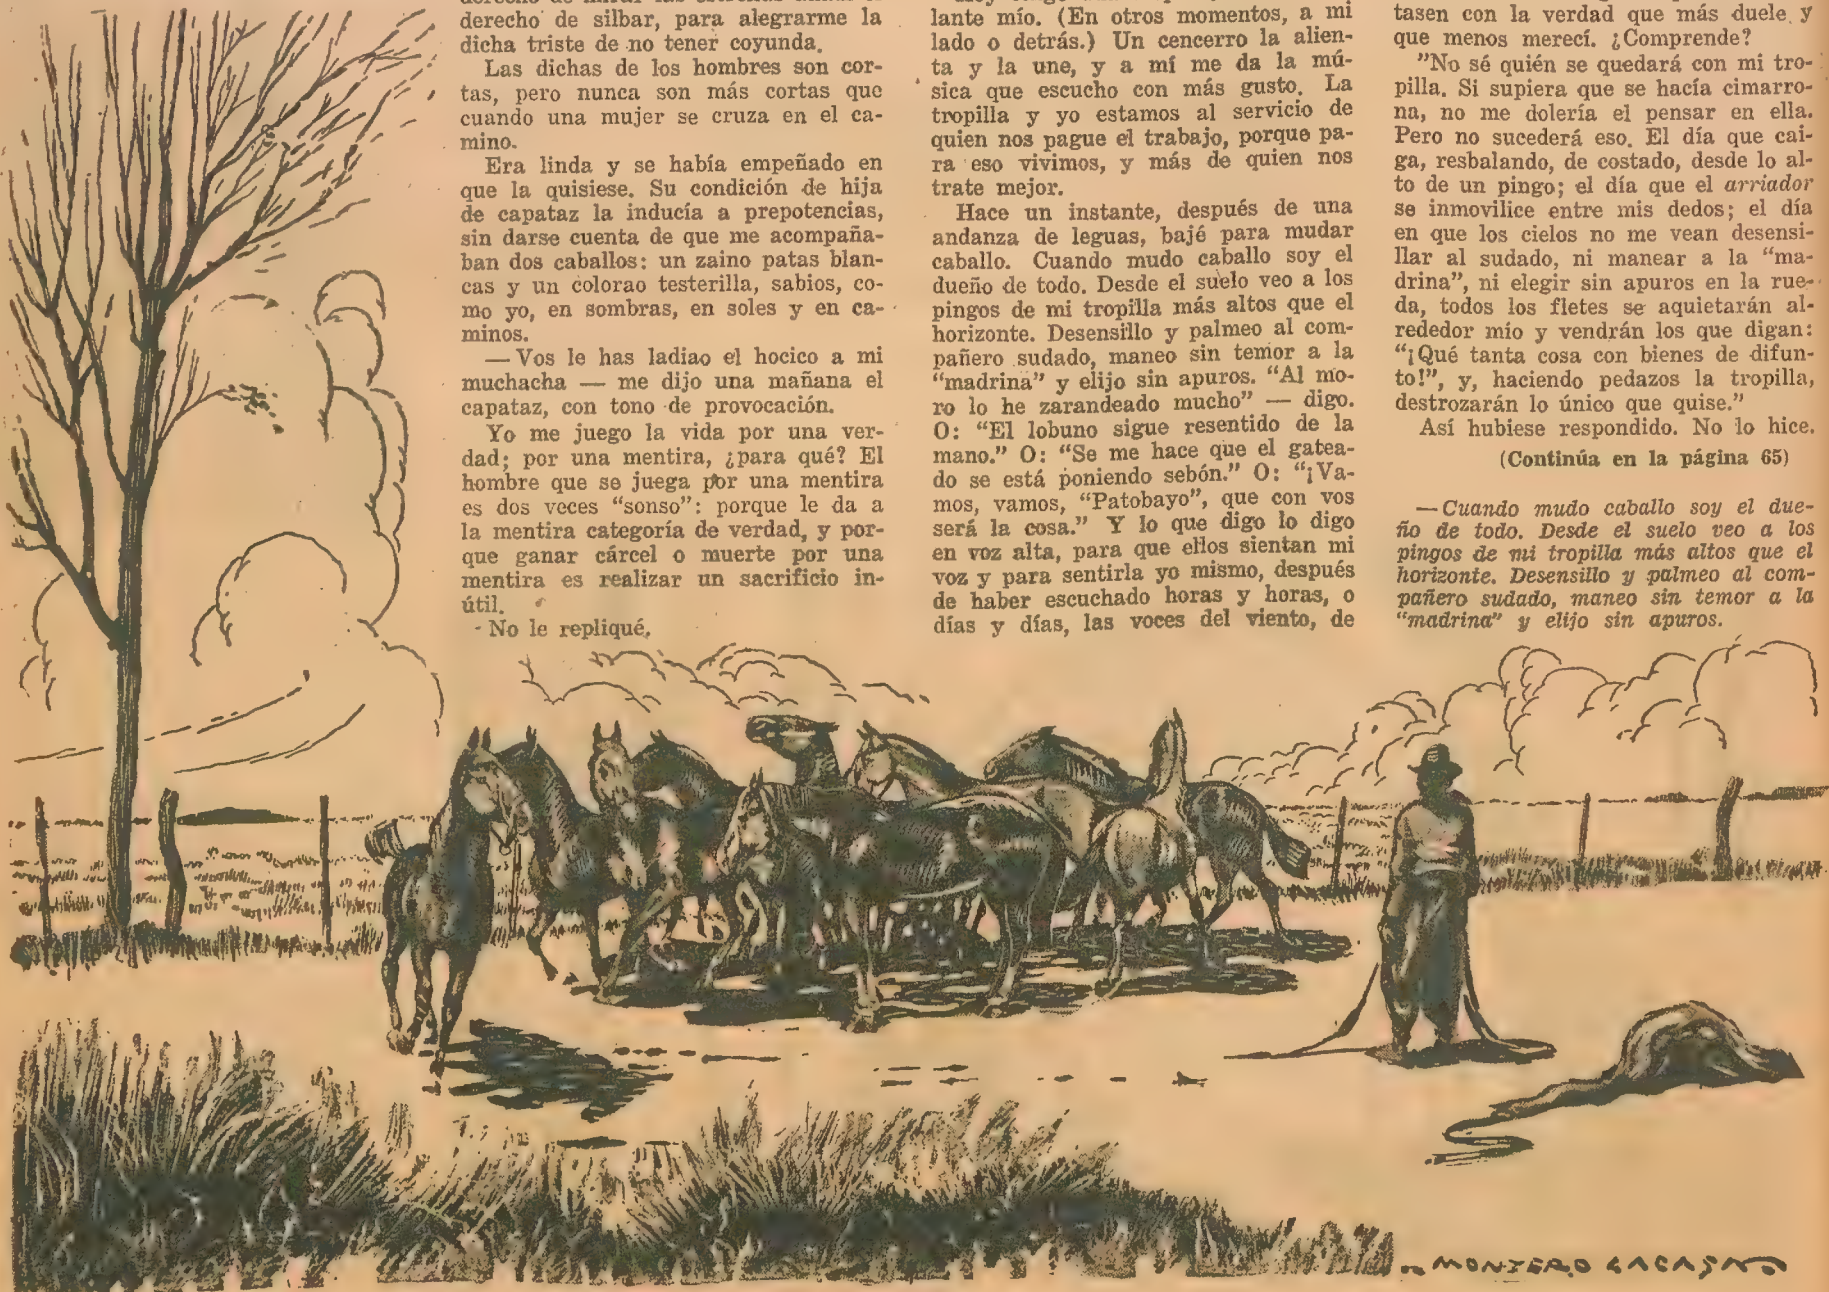 derecho de silbar, para alegrarme la
dicha triste de no tener coyunda.
Las dichas de los hombres son cor-
tas, pero nunca son más cortas que
cuando una mujer se cruza en el ca-
mino.
Era linda y se había empeñado en
que la quisiese. Su condición de hija
de capataz la inducía a prepotencias,
sin darse cuenta de que me acompaña-
ban dos caballos: un zaino patas blan-
cas y un colorao testerilla, sabios, co-
mo yo, en sombras, en soles y en ca-
minos.
— Vos le has ladiao el hocico a mi
muchacha — me dijo una mañana el
capataz, con tono de provocación.
Yo me juego la vida por una ver-
dad; por una mentira, ¿para qué? El
hombre que se juega por una mentira
es dos veces "sonso": porque le da a
la mentira categoría de verdad, y por-
que ganar cárcel o muerte por una
mentira es realizar un sacrificio in-
útil.
No le repliqué.
lante mío. (En otros momentos, a mi
lado o detrás.) Un cencerro la alien-
ta y la une, y a mí me da la mú-
sica que escucho con más gusto. La
tropilla y yo estamos al servicio de
quien nos pague el trabajo, porque pa-
ra eso vivimos, y más de quien nos
trate mejor.
Hace un instante, después de una
andanza de leguas, bajé para mudar
caballo. Cuando mudo caballo soy el
dueño de todo. Desde el suelo veo a los
pingos de mi tropilla más altos que el
horizonte. Desensillo y palmeo al com-
pañero sudado, maneo sin temor a la
"madrina" y elijo sin apuros. "Al mo-
ro lo he zarandeado mucho" — digo.
O: "El lobuno sigue resentido de la
mano." O: "Se me hace que el gatea-
do se está poniendo sebón." O: "¡Va-
mos, vamos, "Patobayo", que con vos
será la cosa." Y lo que digo lo digo
en voz alta, para que ellos sientan mi
voz y para sentirla yo mismo, después
de haber escuchado horas y horas, o
días y días, las voces del viento, de
tasen con la verdad que más duele y
que menos merecí. ¿Comprende?
"No sé quién se quedará con mi tro-
pilla. Si supiera que se hacía cimarro-
na, no me dolería el pensar en ella.
Pero no sucederá eso. El día que cai-
ga, resbalando, de costado, desde lo al-
to de un pingo; el día que el arriador
se inmovilice entre mis dedos; el día
en que los cielos no me vean desensi-
llar al sudado, ni manear a la "ma-
drina", ni elegir sin apuros en la rue-
da, todos los fletes se aquietarán al-
rededor mío y vendrán los que digan:
"¡Qué tanta cosa con bienes de difun-
to!", y, haciendo pedazos la tropilla,
destrozarán lo único que quise."
Así hubiese respondido. No lo hice.
(Continúa en la página 65)
— Cuando mudo caballo soy el due-
ño de todo. Desde el suelo veo a los
pingos de mi tropilla más altos que el
horizonte. Desensillo y palmeo al com-
pañero sudado, maneo sin temor a la
"madrina" y elijo sin apuros.
MONTERO LACASA